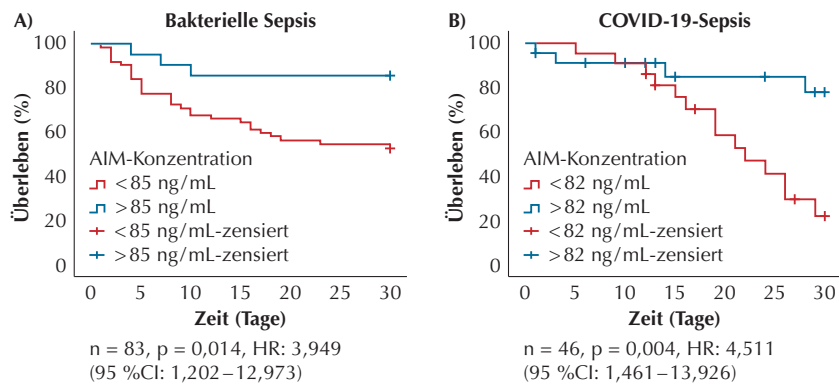 A) Bakterielle Sepsis
Überleben (%)
100
80
60
40
20
0
AIM-Konzentration
<85 ng/mL
>85 ng/mL
<85 ng/mL-zensiert
>85 ng/mL-zensiert
0 5 10 15 20 25 30
Zeit (Tage)
n = 83, p = 0,014, HR: 3,949
(95 %CI: 1,202–12,973)
B) COVID-19-Sepsis
Überleben (%)
100
80
60
40
20
0
AIM-Konzentration
<82 ng/mL
>82 ng/mL
<82 ng/mL-zensiert
>82 ng/mL-zensiert
0 5 10 15 20 25 30
Zeit (Tage)
n = 46, p = 0,004, HR: 4,511
(95 %CI: 1,461–13,926)